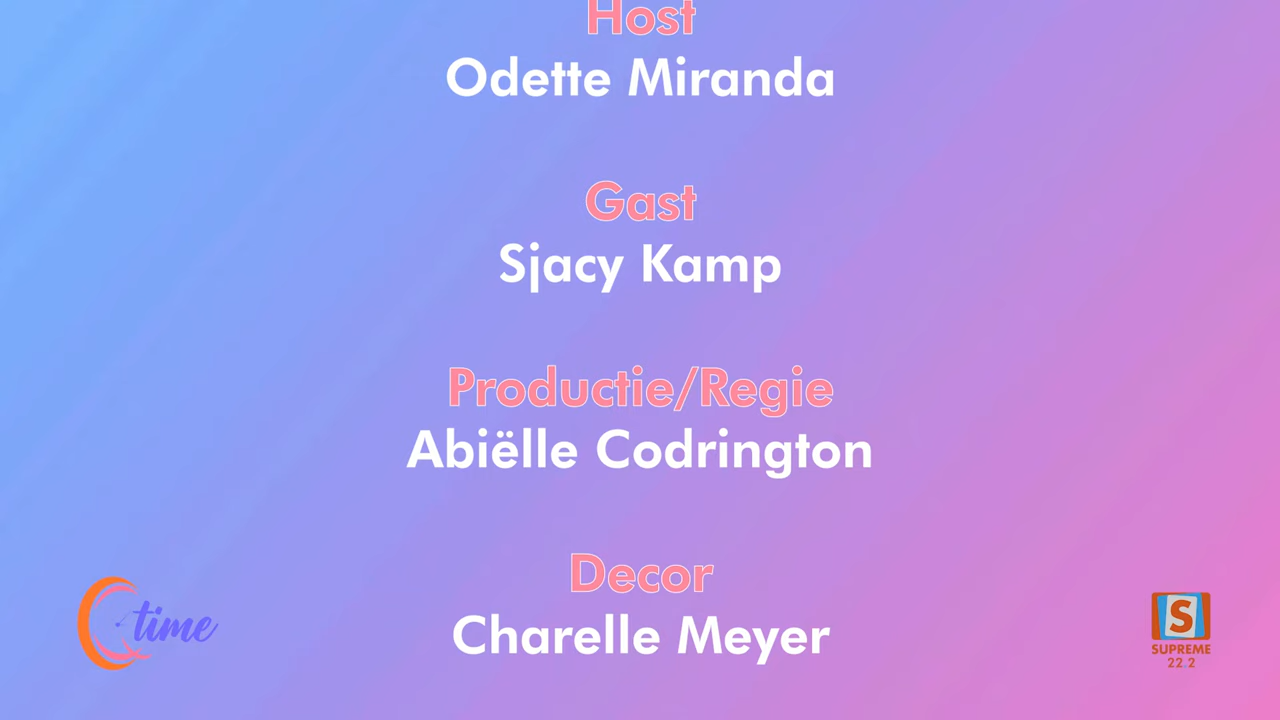 Host
Odette Miranda
Gast
Sjacy Kamp
Productie/Regie
Abiëlle Codrington
Decor
Charelle Meyer
time
S
SUPREME
22.2